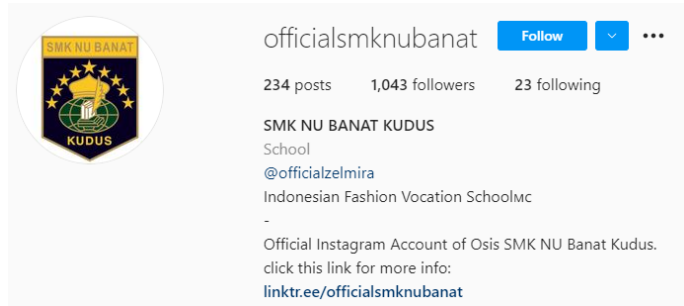 SMK NU BANAT
KUDUS
officialsmknubanat Follow
234 posts 1,043 followers 23 following
SMK NU BANAT KUDUS
School
@officialzelmira
Indonesian Fashion Vocation Schoolмс
-
Official Instagram Account of Osis SMK NU Banat Kudus.
click this link for more info:
linktr.ee/officialsmknubanat